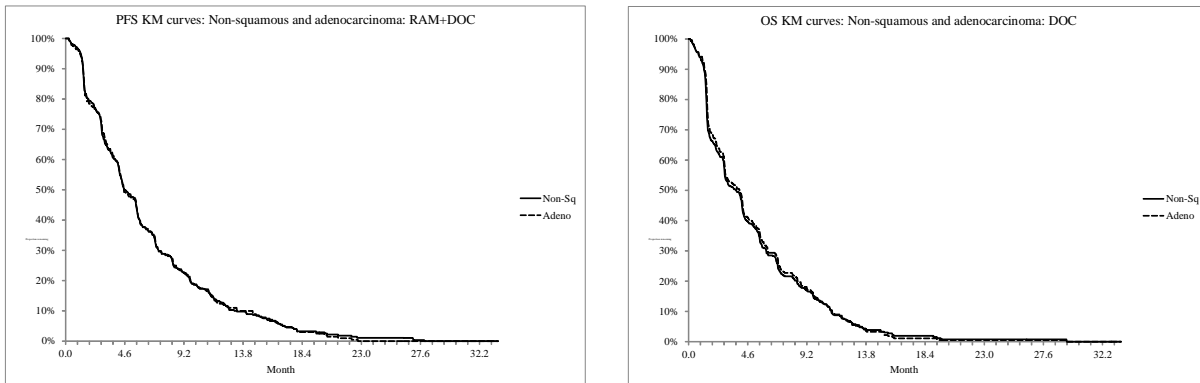 PFS KM curves: Non-squamous and adenocarcinoma: RAM+DOC
100%
90%
80%
70%
60%
50%
40%
30%
20%
10%
0%
0.0 4.6 9.2 13.8 18.4 23.0 27.6 32.2
Month
Non-Sq
Adeno
OS KM curves: Non-squamous and adenocarcinoma: DOC
100%
90%
80%
70%
60%
50%
40%
30%
20%
10%
0%
0.0 4.6 9.2 13.8 18.4 23.0 27.6 32.2
Month
Non-Sq
Adeno